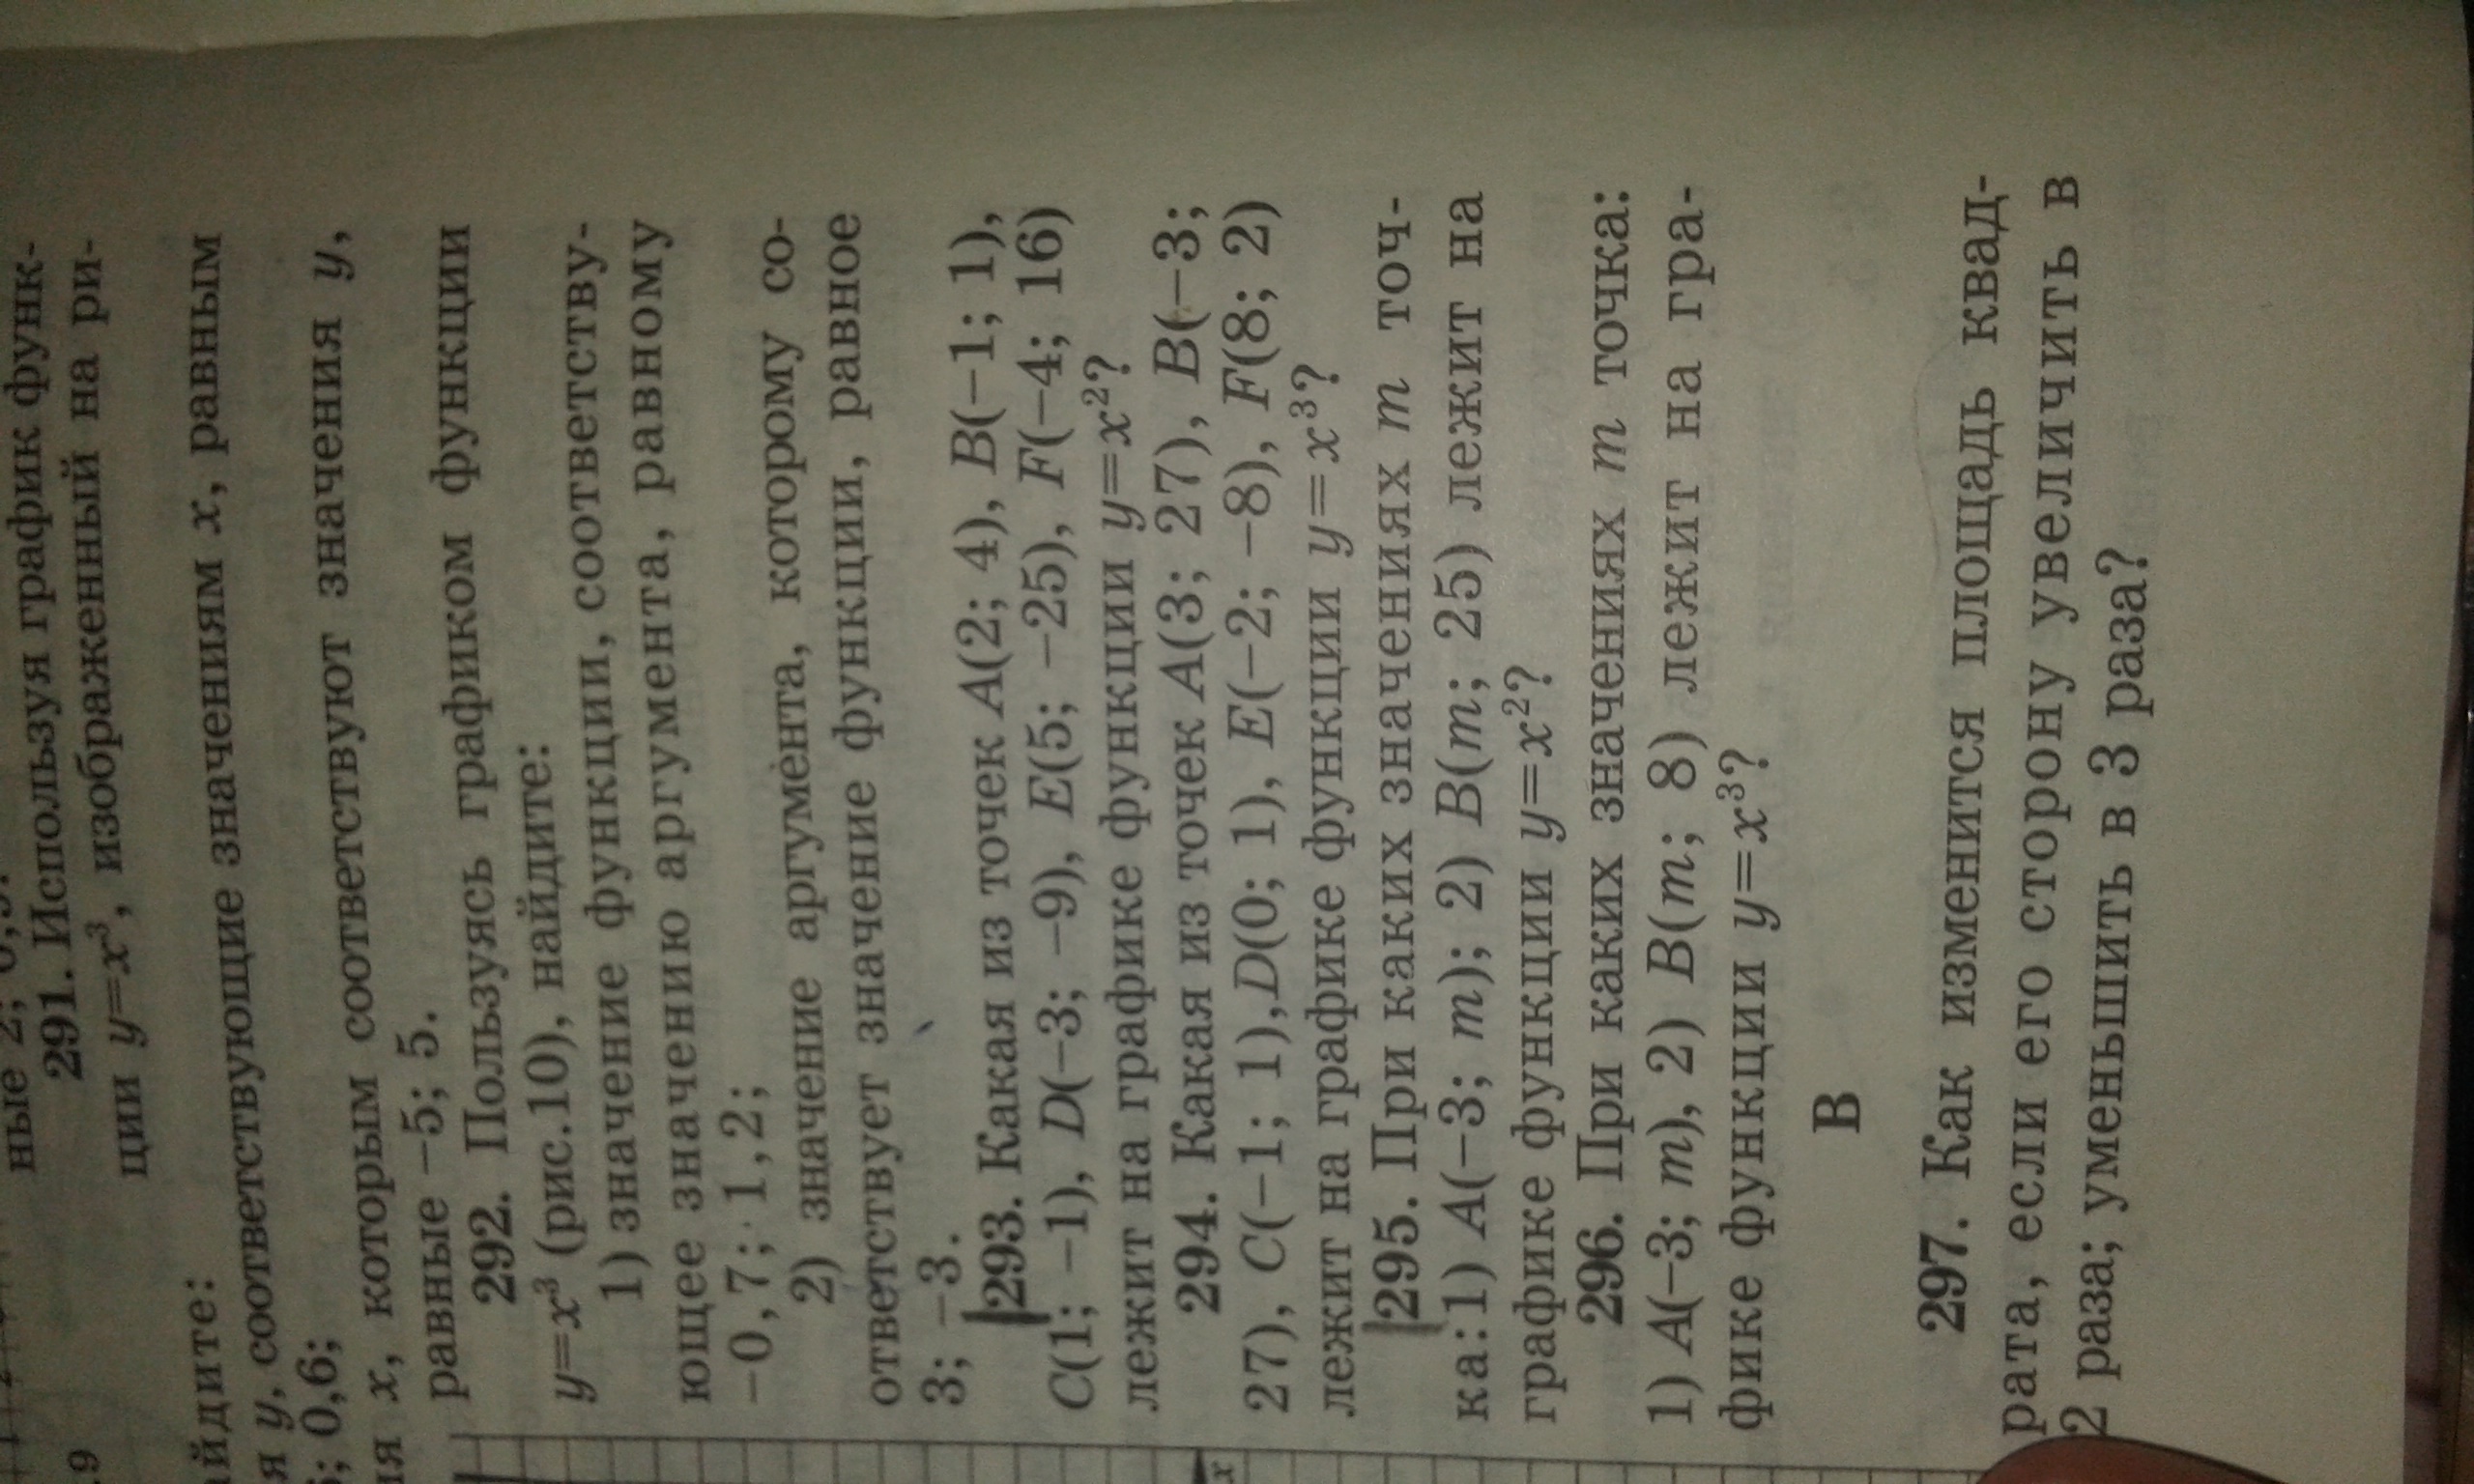 ные 2;
291. Используя график функ-
ции y=x³, изображенный на ри-
айдите:
я y, соответствующие значениям x, равным
; 0,6;
ия x, которым соответствуют значения y,
равные −5; 5.
292. Пользуясь графиком функции
y=x³ (рис.10), найдите:
1) значение функции, соответству-
ющее значению аргумента, равному
−0,7; 1,2;
2) значение аргумента, которому со-
ответствует значение функции, равное
3; −3.
293. Какая из точек A(2; 4), B(−1; 1),
C(1; −1), D(−3; −9), E(5; −25), F(−4; 16)
лежит на графике функции y=x²?
294. Какая из точек A(3; 27), B(−3;
27), C(−1; 1),D(0; 1), E(−2; −8), F(8; 2)
лежит на графике функции y=x³?
295. При каких значениях m точ-
ка: 1) A(−3; m); 2) B(m; 25) лежит на
графике функции y=x²?
296. При каких значениях m точка:
1) A(−3; m), 2) B(m; 8) лежит на гра-
фике функции y=x³?
В
297. Как изменится площадь квад-
рата, если его сторону увеличить в
2 раза; уменьшить в 3 раза?
.9
x